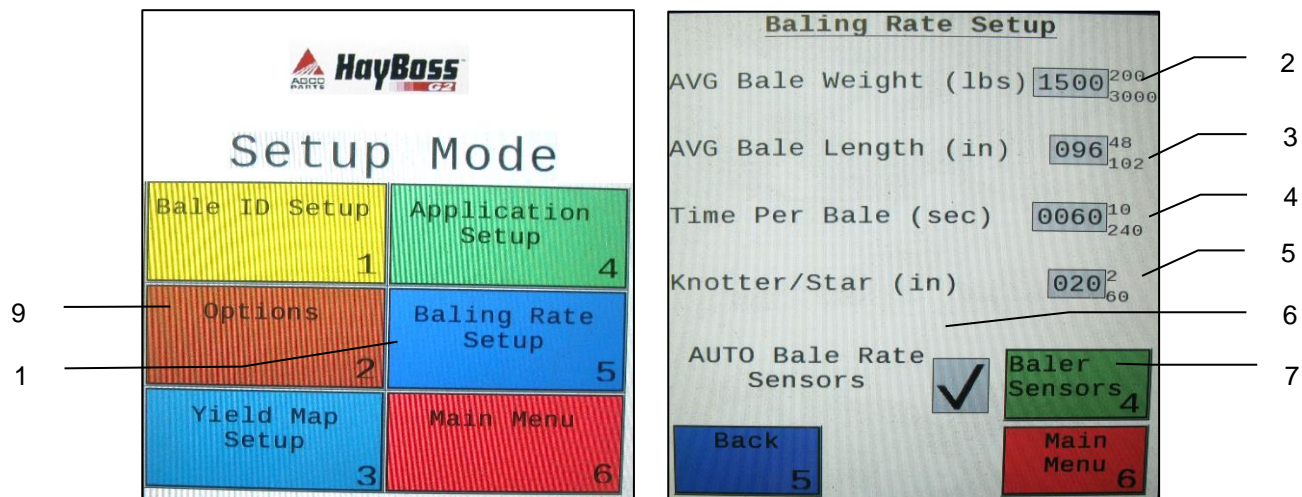 AGCO
PARTS
HayBoss
G2
Setup Mode
Bale ID Setup
1
Application
Setup
4
Options
2
Baling Rate
Setup
5
Yield Map
Setup
3
Main Menu
6
9
1
Baling Rate Setup
AVG Bale Weight (lbs) 1500 200
3000
AVG Bale Length (in) 096 48
102
Time Per Bale (sec) 0060 10
240
Knotter/Star (in) 020 2
60
AUTO Bale Rate
Sensors
Baler
Sensors 4
Back
5
Main
Menu 6
2
3
4
5
6
7